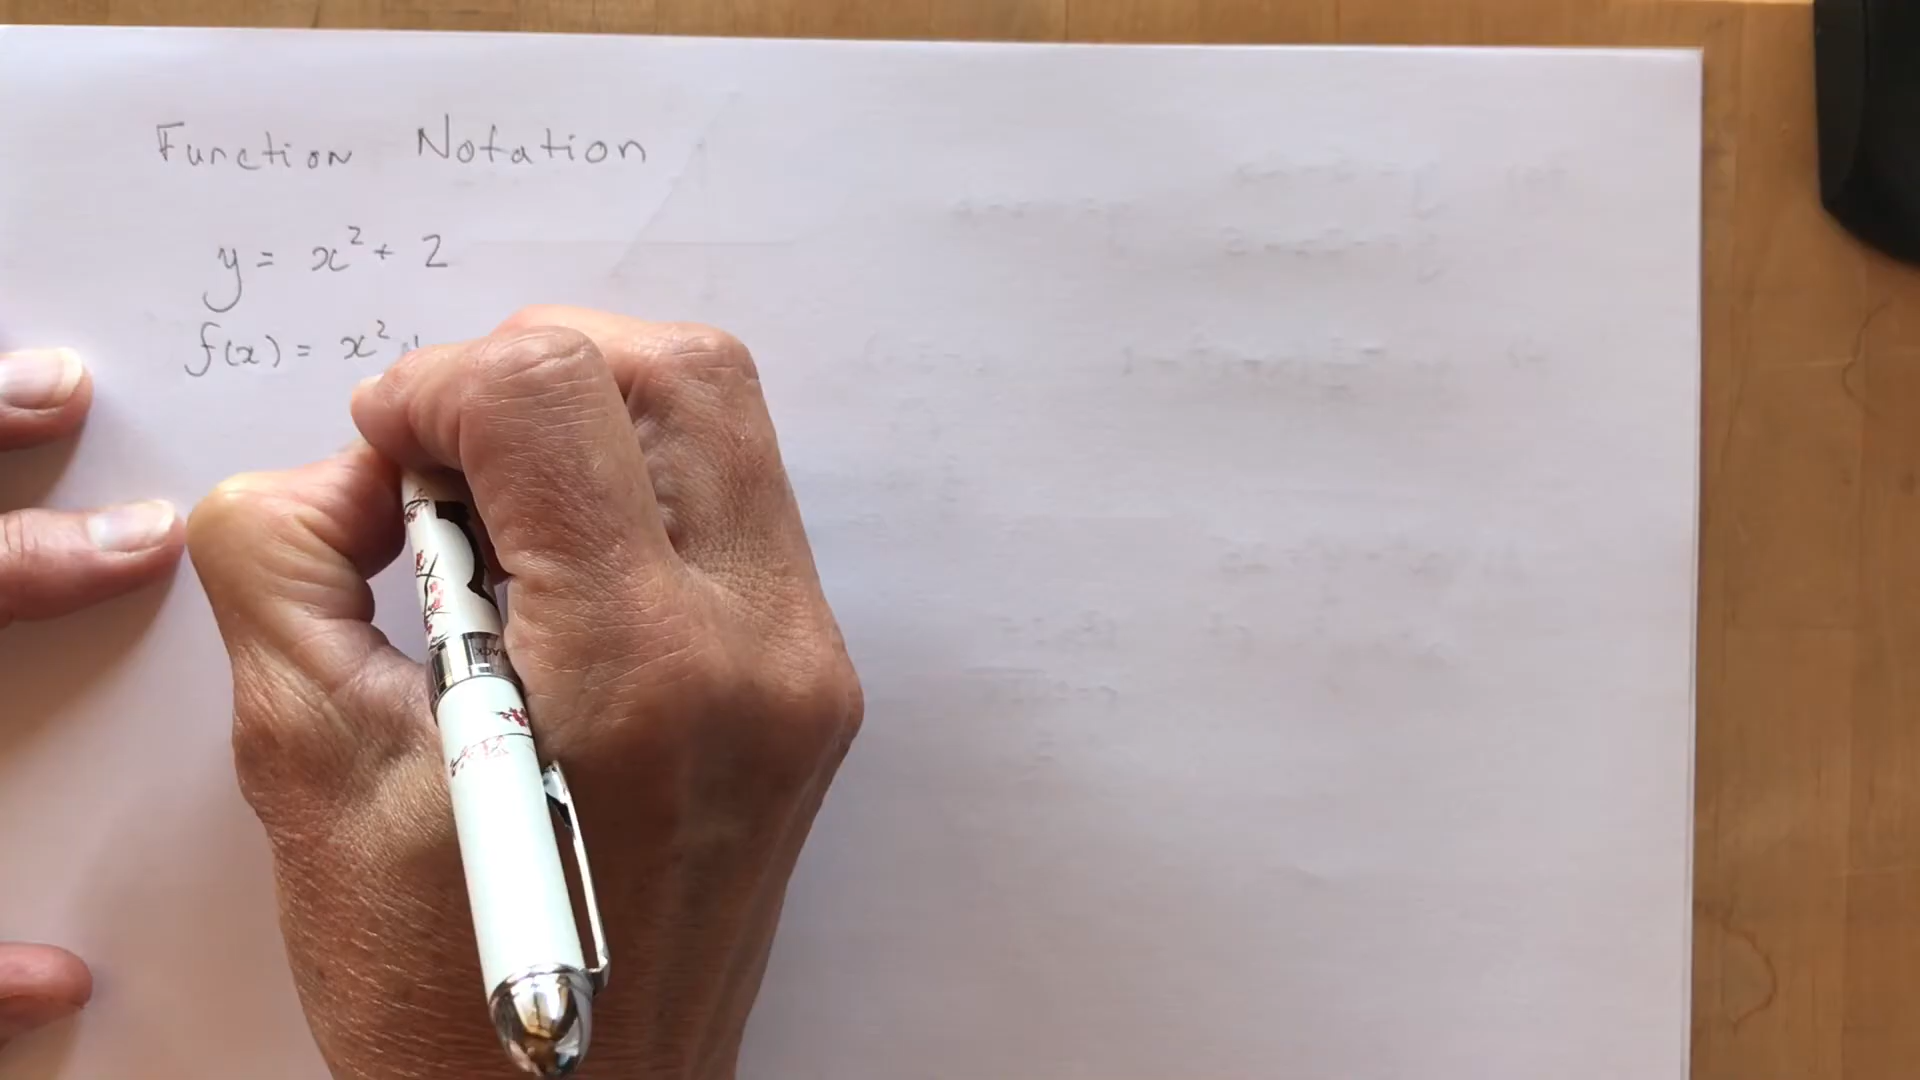 Function Notation
y = x² + 2
f(x) = x²